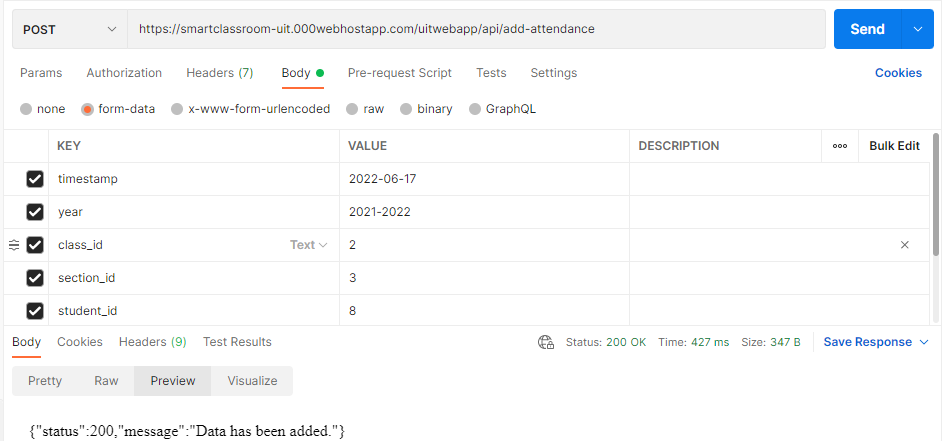 POST https://smartclassroom-uit.000webhostapp.com/uitwebapp/api/add-attendance Send
Params Authorization Headers (7) Body Pre-request Script Tests Settings Cookies
none form-data x-www-form-urlencoded raw binary GraphQL
KEY VALUE DESCRIPTION ooo Bulk Edit
timestamp 2022-06-17
year 2021-2022
class_id Text 2
section_id 3
student_id 8
Body Cookies Headers (9) Test Results Status: 200 OK Time: 427 ms Size: 347 B Save Response
Pretty Raw Preview Visualize
{"status":200,"message":"Data has been added."}